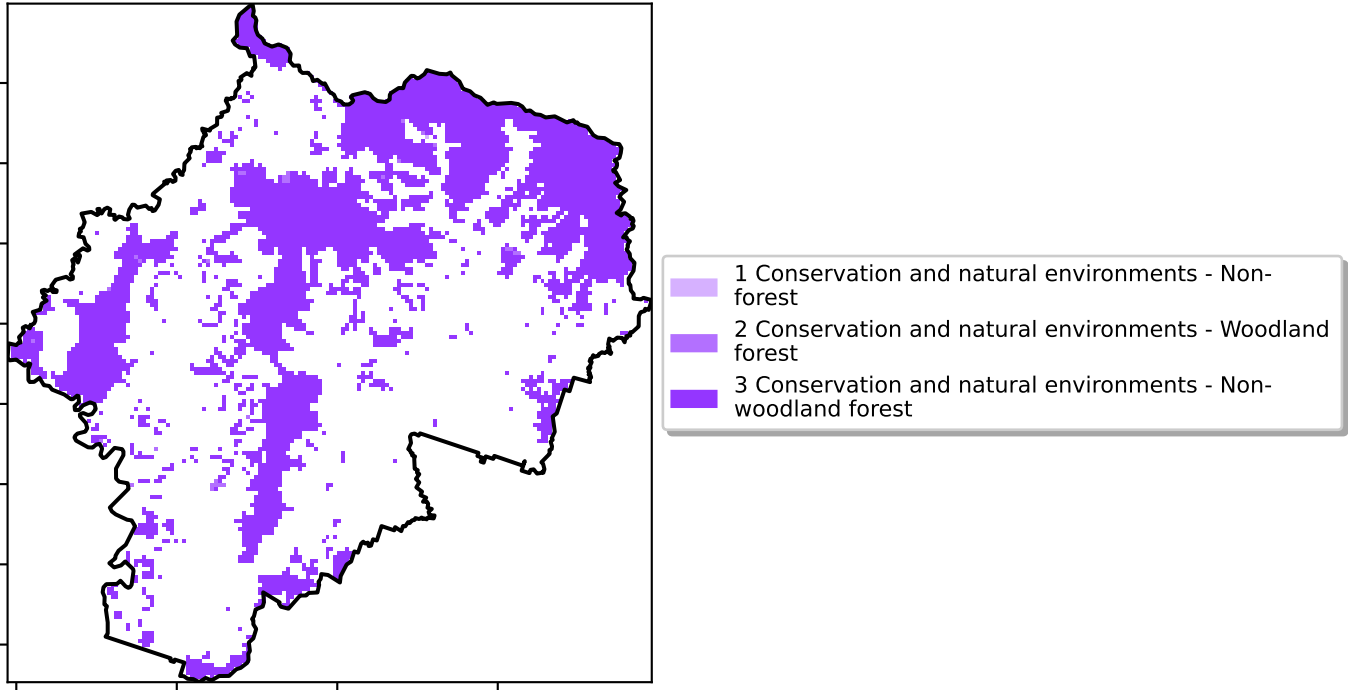 1 Conservation and natural environments - Non-
forest
2 Conservation and natural environments - Woodland
forest
3 Conservation and natural environments - Non-
woodland forest